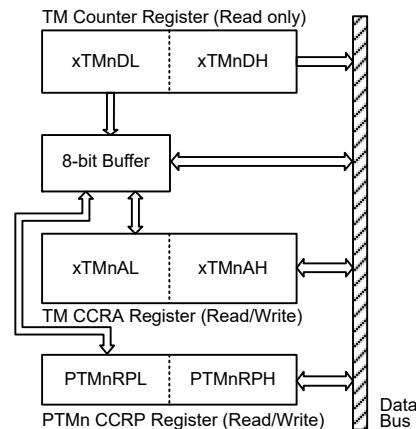 TM Counter Register (Read only)
xTMnDL xTMnDH
8-bit Buffer
xTMnAL xTMnAH
TM CCRA Register (Read/Write)
PTMnRPL PTMnRPH
PTMn CCRP Register (Read/Write)
Data
Bus